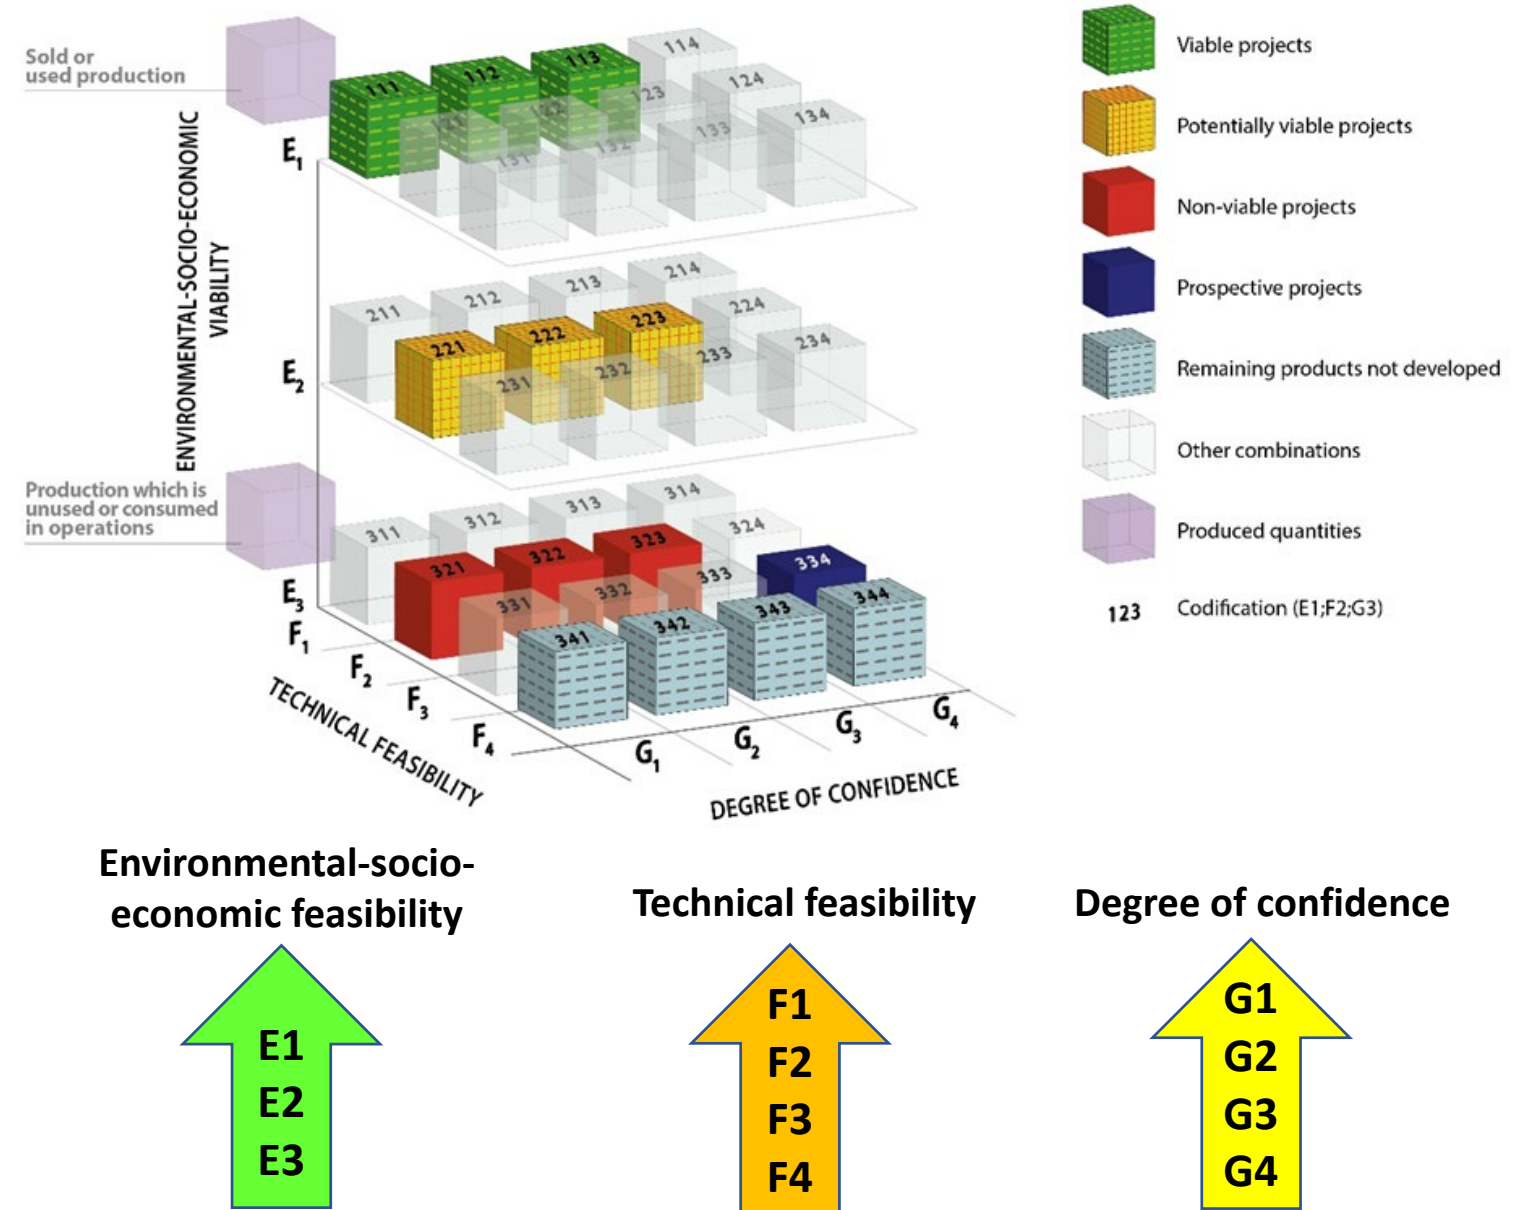 Sold or
used production
ENVIRONMENTAL-SOCIO-ECONOMIC
VIABILITY
E1
111
112
113
114
121
122
123
124
131
132
133
134
E2
211
212
213
214
221
222
223
224
231
232
233
234
Production which is
unused or consumed
in operations
E3
311
312
313
314
321
322
323
324
331
332
333
334
341
342
343
344
F1
F2
F3
F4
TECHNICAL FEASIBILITY
G1
G2
G3
G4
DEGREE OF CONFIDENCE
Viable projects
Potentially viable projects
Non-viable projects
Prospective projects
Remaining products not developed
Other combinations
Produced quantities
123 Codification (E1;F2;G3)
Environmental-socio-
economic feasibility
E1
E2
E3
Technical feasibility
F1
F2
F3
F4
Degree of confidence
G1
G2
G3
G4